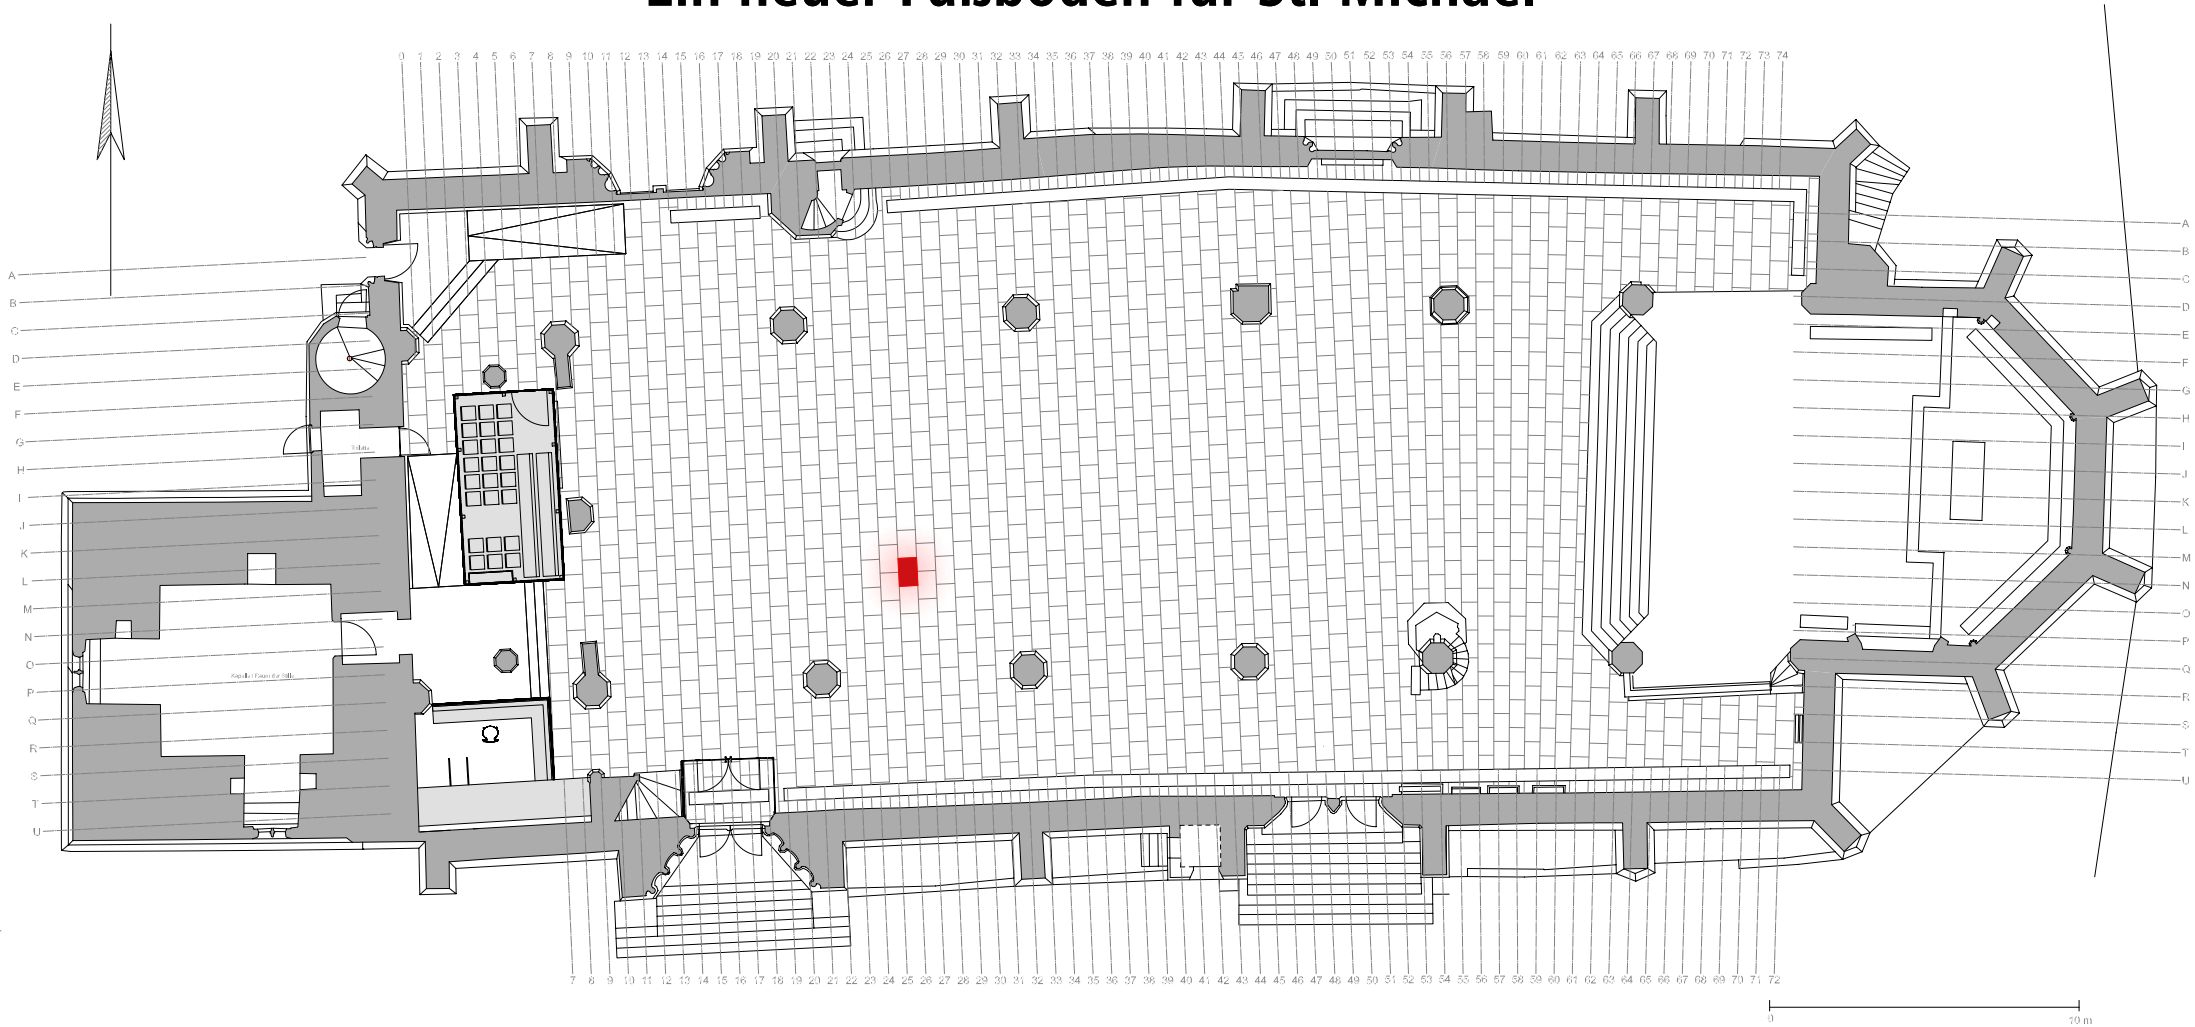 Ein neuer Fußboden für St. Michael
0 1 2 3 4 5 6 7 8 9 10 11 12 13 14 15 16 17 18 19 20 21 22 23 24 25 26 27 28 29 30 31 32 33 34 35 36 37 38 39 40 41 42 43 44 45 46 47 48 49 50 51 52 53 54 55 56 57 58 59 60 61 62 63 64 65 66 67 68 69 70 71 72 73 74
A A
B B
C C
D D
E E
F F
G G
H H
I I
J J
K K
L L
M M
N N
O O
P P
Q Q
R R
S S
T T
U U
Kapelle / Raum der Stille
7 8 9 10 11 12 13 14 15 16 17 18 19 20 21 22 23 24 25 26 27 28 29 30 31 32 33 34 35 36 37 38 39 40 41 42 43 44 45 46 47 48 49 50 51 52 53 54 55 56 57 58 59 60 61 62 63 64 65 66 67 68 69 70 71 72
0 10 m